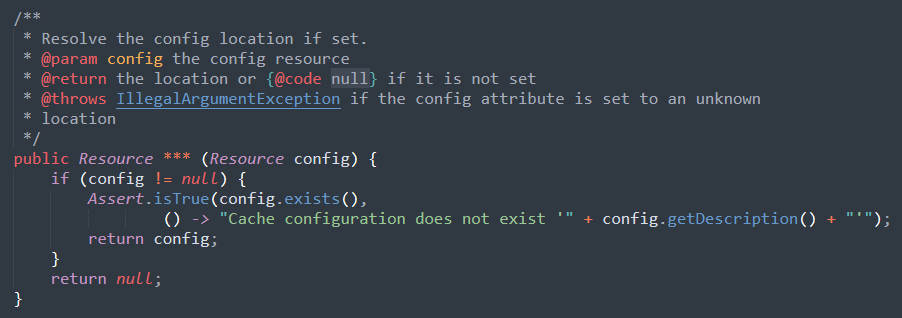 /**
 * Resolve the config location if set.
 * @param config the config resource
 * @return the location or {@code null} if it is not set
 * @throws IllegalArgumentException if the config attribute is set to an unknown
 * location
 */
public Resource *** (Resource config) {
    if (config != null) {
        Assert.isTrue(config.exists(),
                () -> "Cache configuration does not exist '" + config.getDescription() + "'");
        return config;
    }
    return null;
}